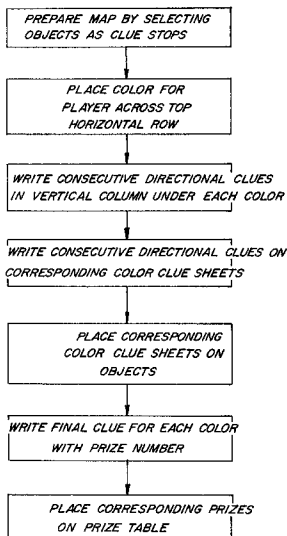 PREPARE MAP BY SELECTING
OBJECTS AS CLUE STOPS
PLACE COLOR FOR
PLAYER ACROSS TOP
HORIZONTAL ROW
WRITE CONSECUTIVE DIRECTIONAL CLUES
IN VERTICAL COLUMN UNDER EACH COLOR
WRITE CONSECUTIVE DIRECTIONAL CLUES ON
CORRESPONDING COLOR CLUE SHEETS
PLACE CORRESPONDING
COLOR CLUE SHEETS ON
OBJECTS
WRITE FINAL CLUE FOR EACH COLOR
WITH PRIZE NUMBER
PLACE CORRESPONDING PRIZES
ON PRIZE TABLE